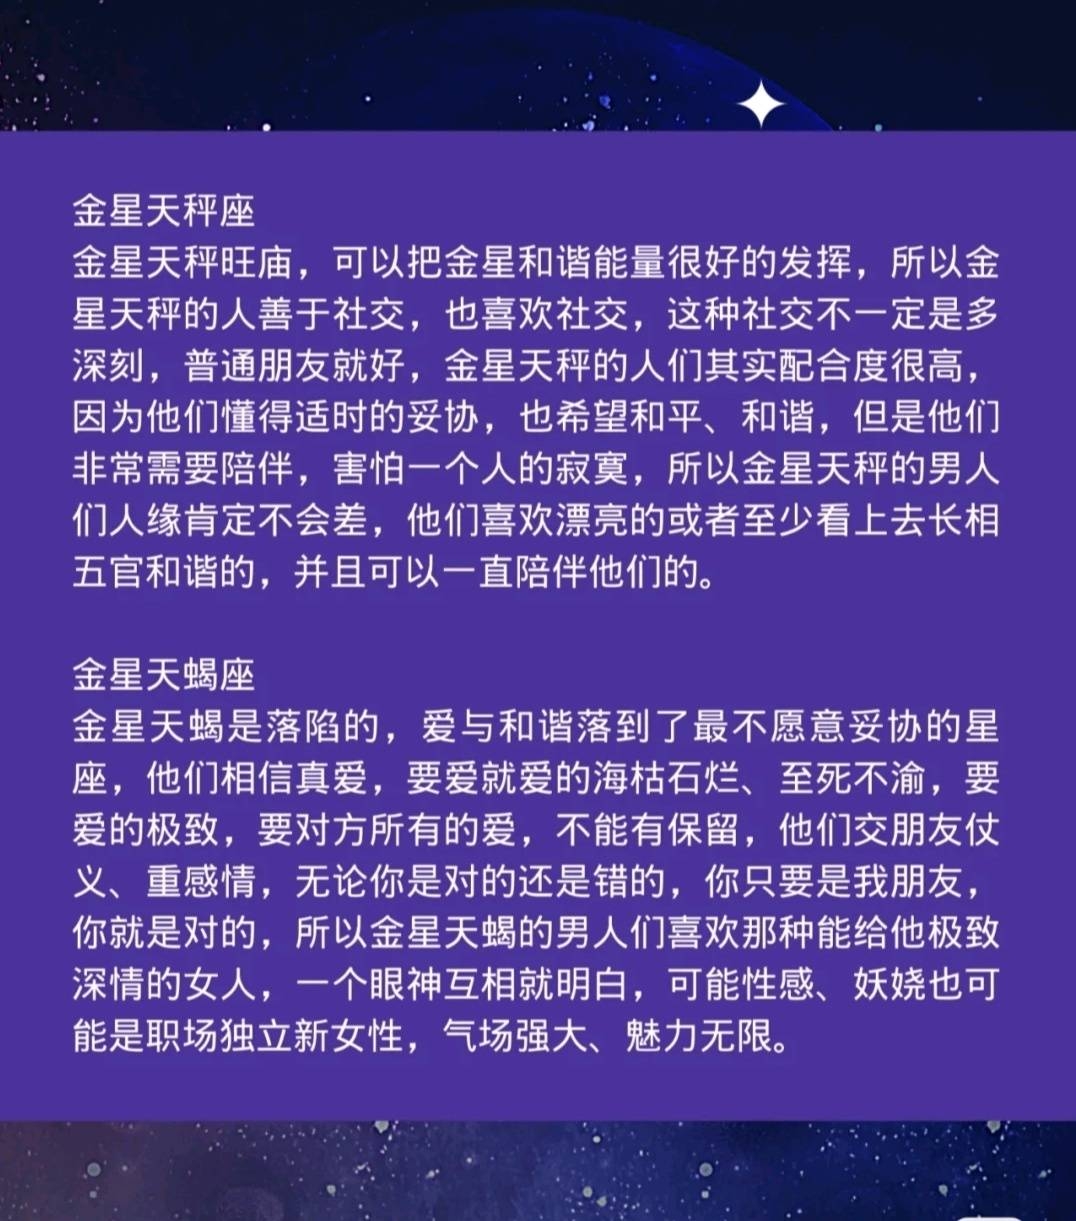 金星天秤座
金星天秤旺庙，可以把金星和谐能量很好的发挥，所以金
星天秤的人善于社交，也喜欢社交，这种社交不一定是多
深刻，普通朋友就好，金星天秤的人们其实配合度很高，
因为他们懂得适时的妥协，也希望和平、和谐，但是他们
非常需要陪伴，害怕一个人的寂寞，所以金星天秤的男人
们人缘肯定不会差，他们喜欢漂亮的或者至少看上去长相
五官和谐的，并且可以一直陪伴他们的。
金星天蝎座
金星天蝎是落陷的，爱与和谐落到了最不愿意妥协的星
座，他们相信真爱，要爱就爱的海枯石烂、至死不渝，要
爱的极致，要对方所有的爱，不能有保留，他们交朋友仗
义、重感情，无论你是对的还是错的，你只要是我朋友，
你就是对的，所以金星天蝎的男人们喜欢那种能给他极致
深情的女人，一个眼神互相就明白，可能性感、妖娆也可
能是职场独立新女性，气场强大、魅力无限。